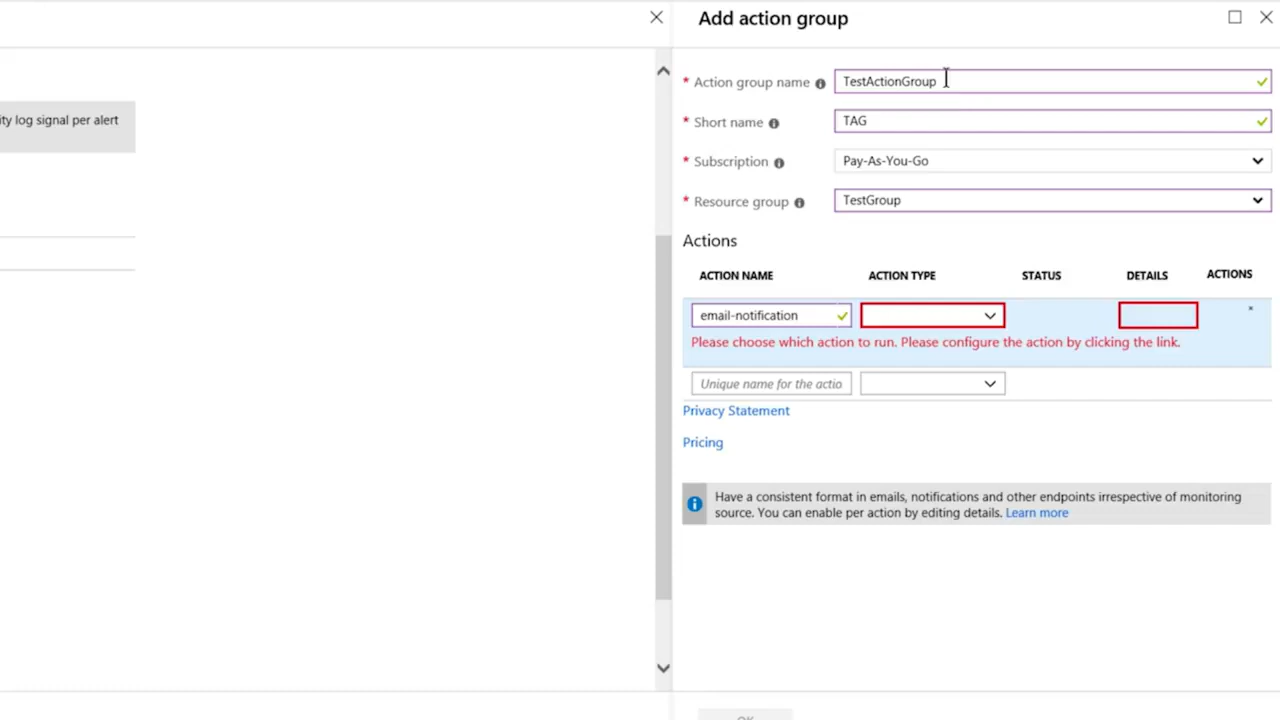 Add action group
ity log signal per alert
* Action group name
TestActionGroup
* Short name
TAG
* Subscription
Pay-As-You-Go
* Resource group
TestGroup
Actions
ACTION NAME
ACTION TYPE
STATUS
DETAILS
ACTIONS
email-notification
Please choose which action to run. Please configure the action by clicking the link.
Unique name for the actio
Privacy Statement
Pricing
Have a consistent format in emails, notifications and other endpoints irrespective of monitoring
source. You can enable per action by editing details. Learn more